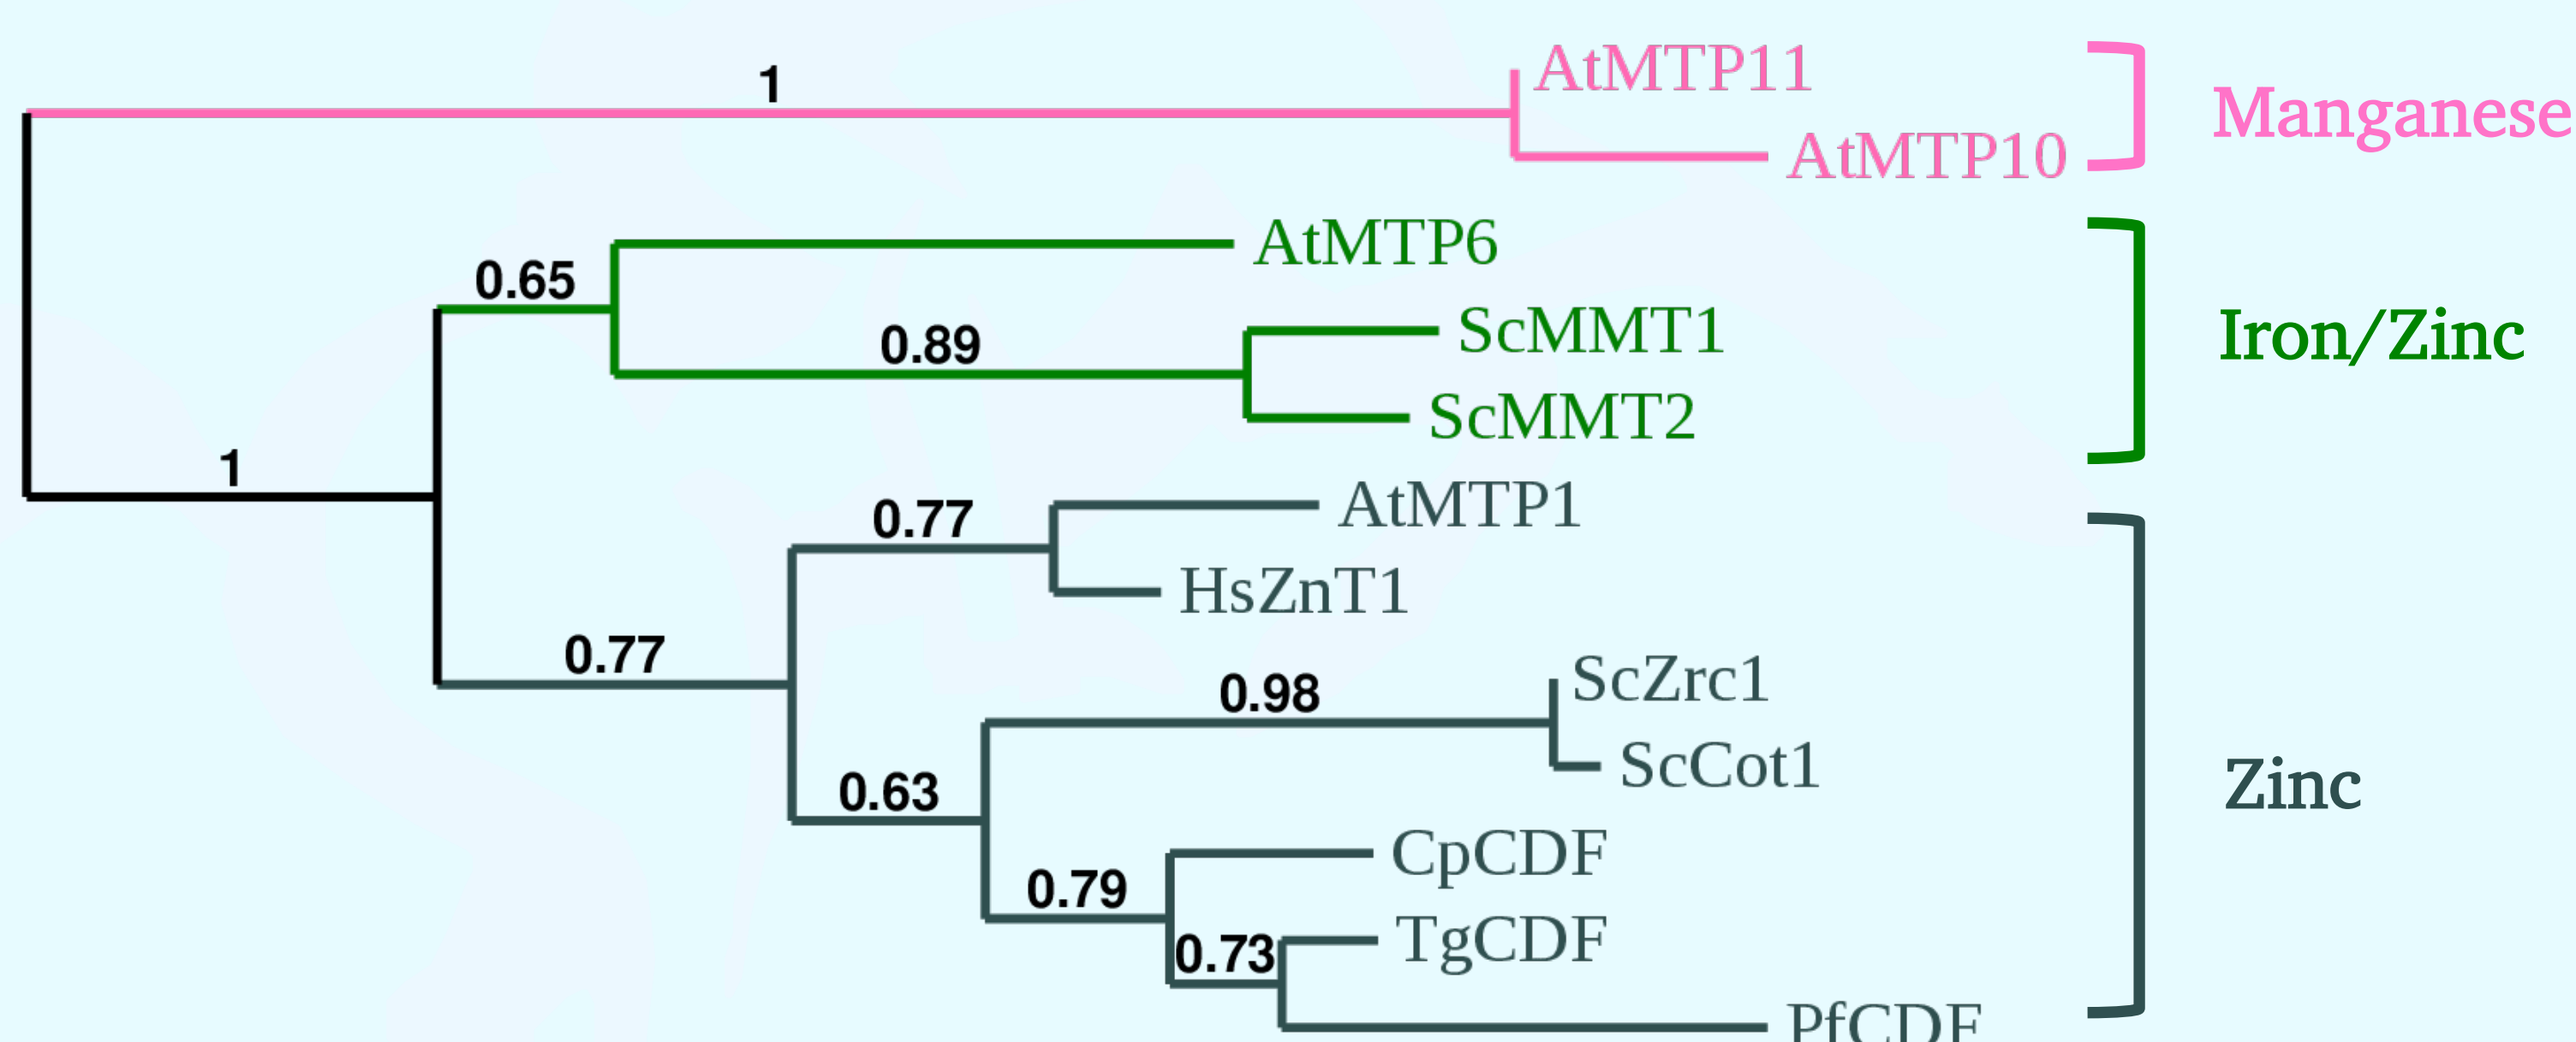 1
AtMTP11
AtMTP10
Manganese
AtMTP6
0.65
ScMMT1
0.89
Iron/Zinc
ScMMT2
1
AtMTP1
0.77
HsZnT1
0.77
ScZrc1
0.98
ScCot1
0.63
Zinc
CpCDF
0.79
TgCDF
0.73
PfCDF